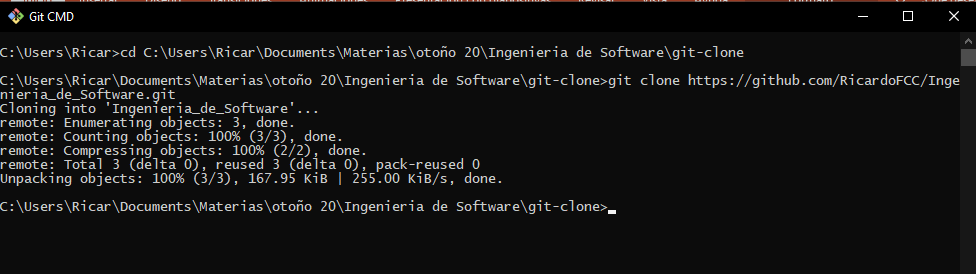 Git CMD
C:\Users\Ricar>cd C:\Users\Ricar\Documents\Materias\otoño 20\Ingenieria de Software\git-clone
C:\Users\Ricar\Documents\Materias\otoño 20\Ingenieria de Software\git-clone>git clone https://github.com/RicardoFCC/Inge
nieria_de_Software.git
Cloning into 'Ingenieria_de_Software'...
remote: Enumerating objects: 3, done.
remote: Counting objects: 100% (3/3), done.
remote: Compressing objects: 100% (2/2), done.
remote: Total 3 (delta 0), reused 3 (delta 0), pack-reused 0
Unpacking objects: 100% (3/3), 167.95 KiB | 255.00 KiB/s, done.
C:\Users\Ricar\Documents\Materias\otoño 20\Ingenieria de Software\git-clone>